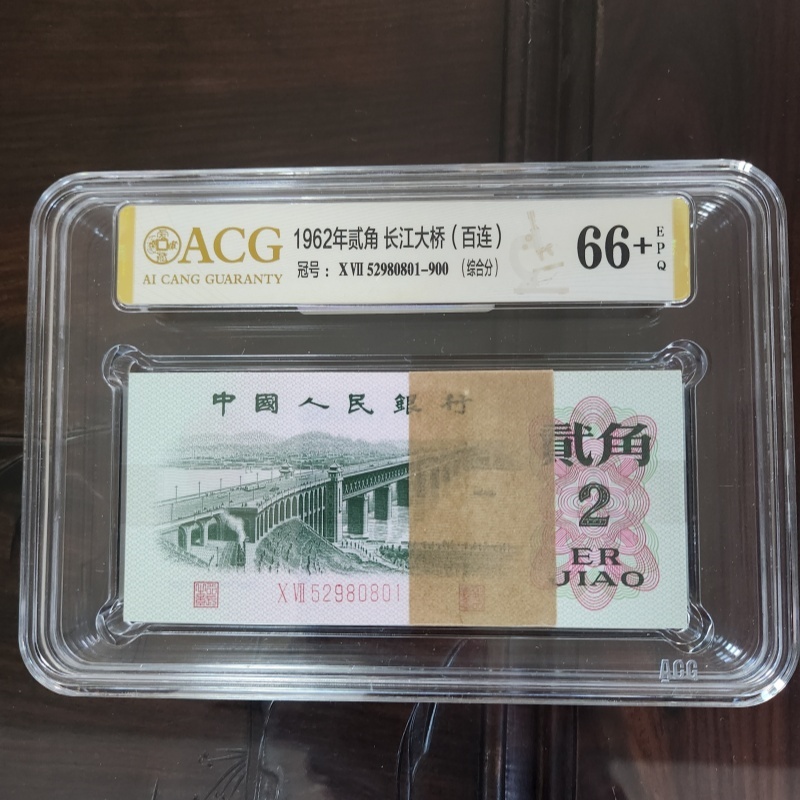 ACG
AI CANG GUARANTY
1962年贰角 长江大桥（百连）
冠号：X VII 52980801-900 （综合分）
66+
EPQ
中國人民銀行
貳角
2
ER
JIAO
X VII 52980801
ACG